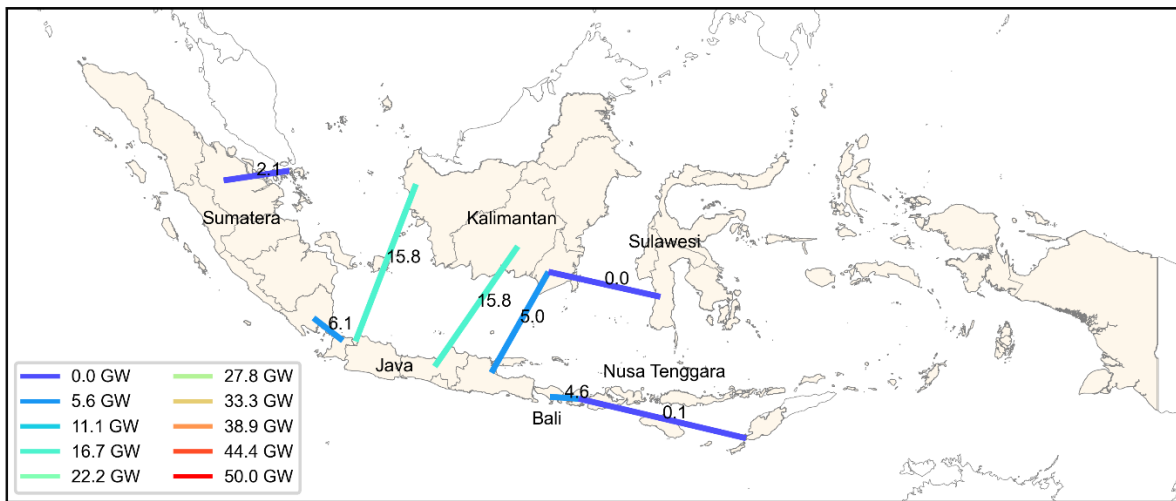 2.1
Sumatera
Kalimantan
Sulawesi
15.8
0.0
15.8
5.0
6.1
Java
Nusa Tenggara
4.6
0.1
Bali
0.0 GW
5.6 GW
11.1 GW
16.7 GW
22.2 GW
27.8 GW
33.3 GW
38.9 GW
44.4 GW
50.0 GW